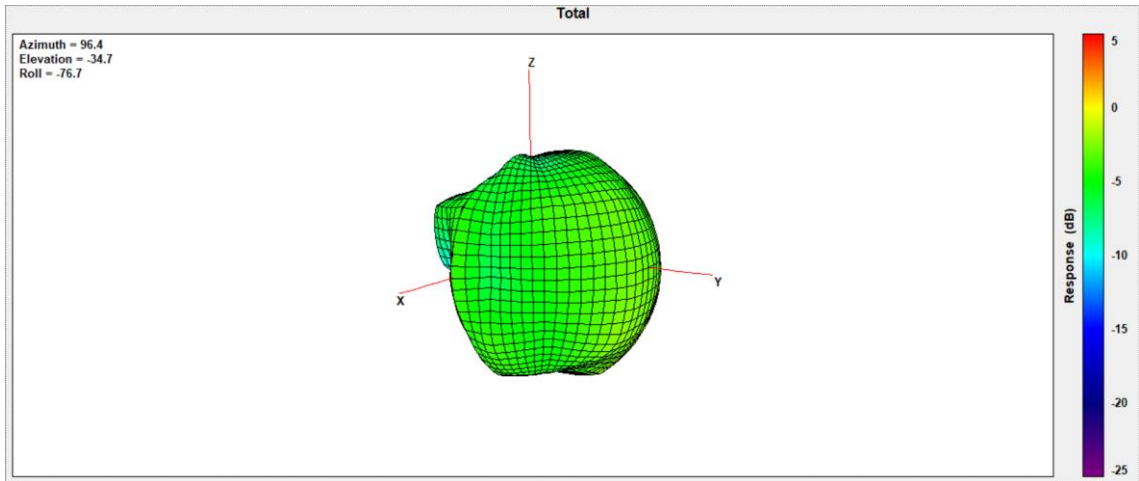 Total
Azimuth = 96.4
Elevation = -34.7
Roll = -76.7
Z
Y
X
5
0
-5
-10
-15
-20
-25
Response (dB)